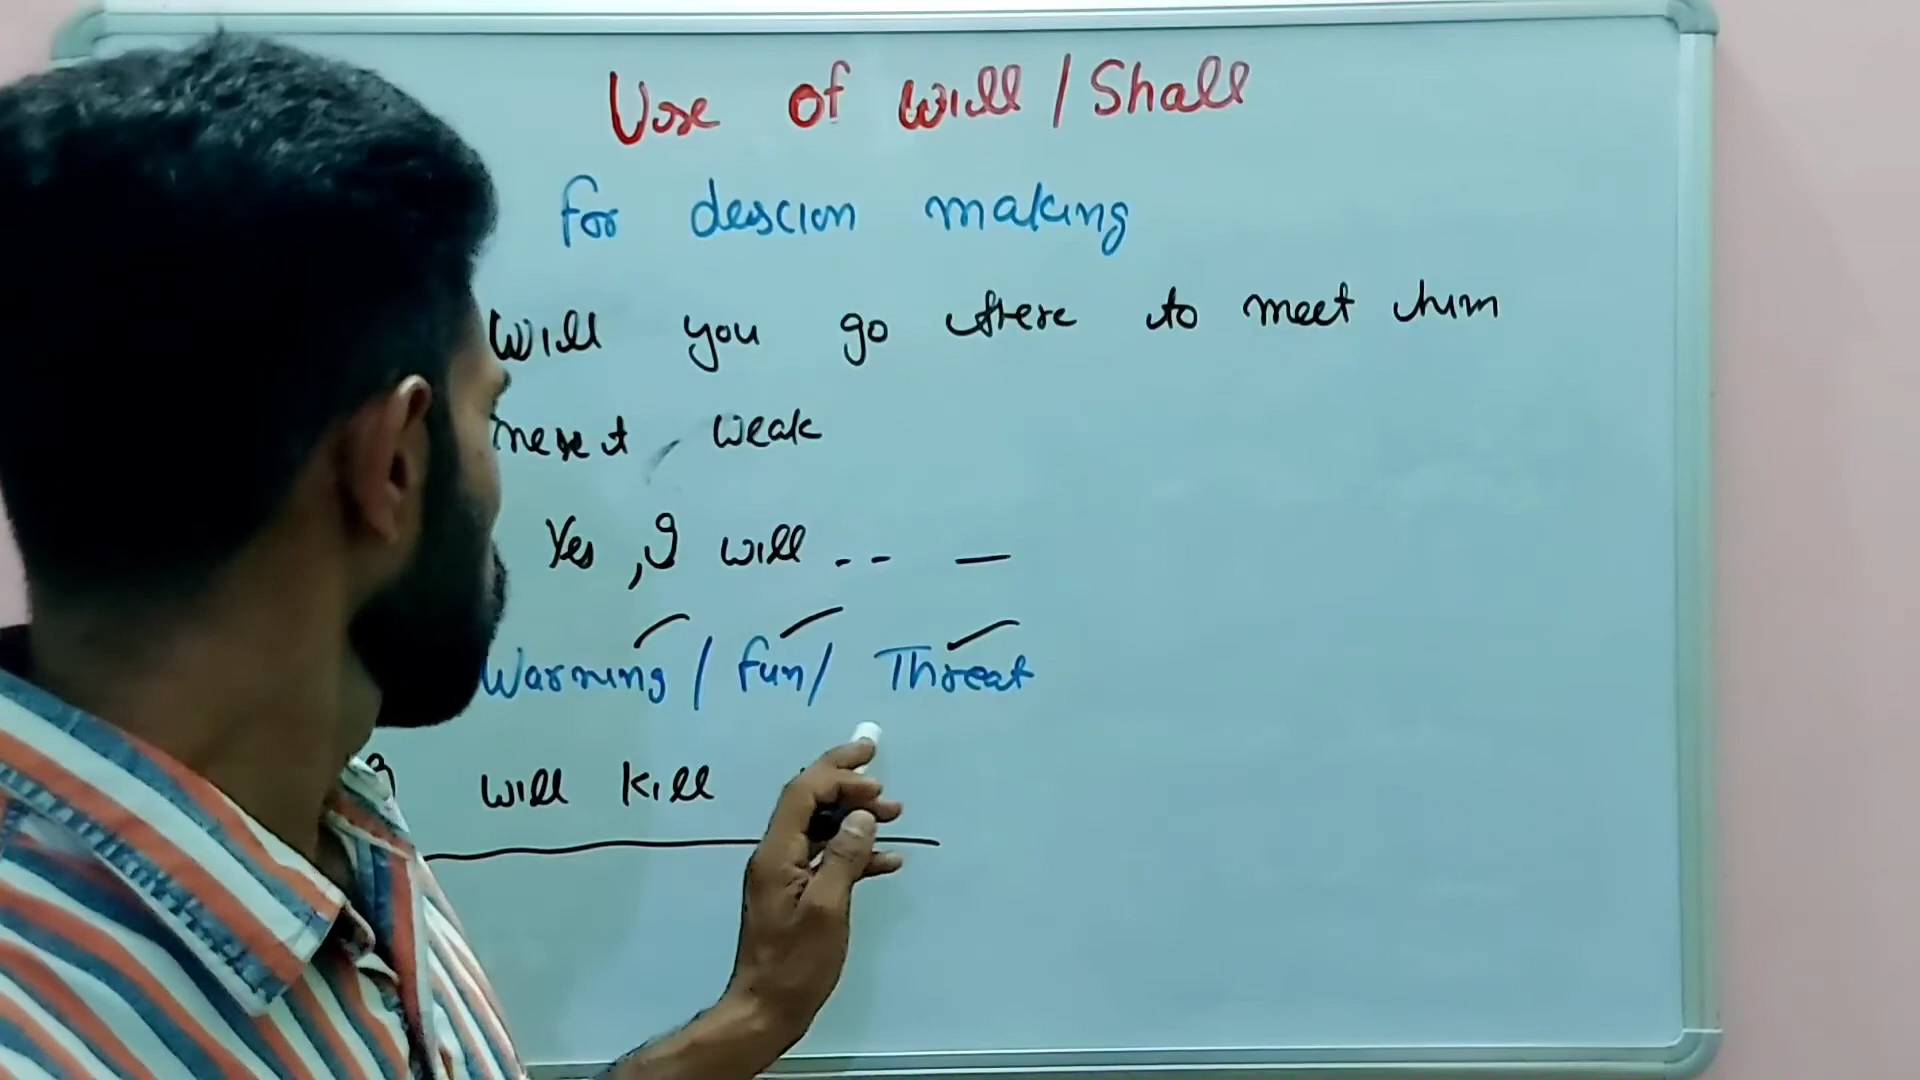 Use of will / Shall
for descion making
Will you go there to meet him
next weak
Yes , I will - - —
Warning / fun / Threat
will kill